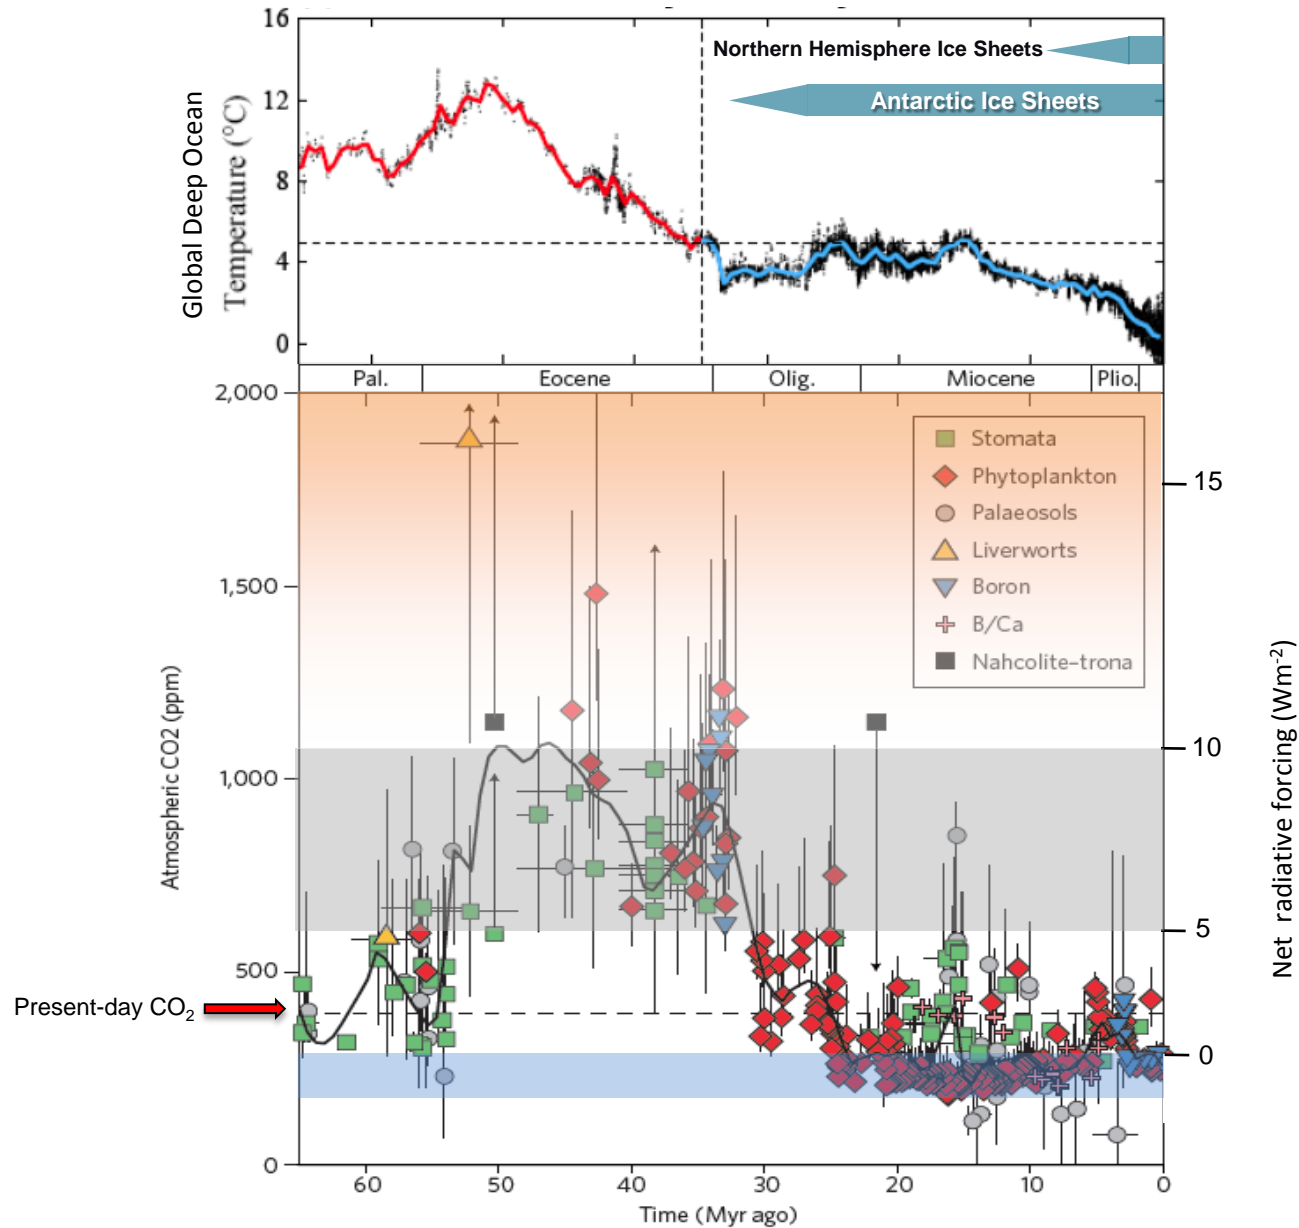 16
12
8
4
0
Global Deep Ocean
Temperature (°C)
Northern Hemisphere Ice Sheets
Antarctic Ice Sheets
Pal.
Eocene
Olig.
Miocene
Plio.
2,000
1,500
1,000
500
0
Atmospheric CO2 (ppm)
Present-day CO2
Stomata
Phytoplankton
Palaeosols
Liverworts
Boron
B/Ca
Nahcolite-trona
15
10
5
0
Net radiative forcing (Wm-2)
60
50
40
30
20
10
0
Time (Myr ago)